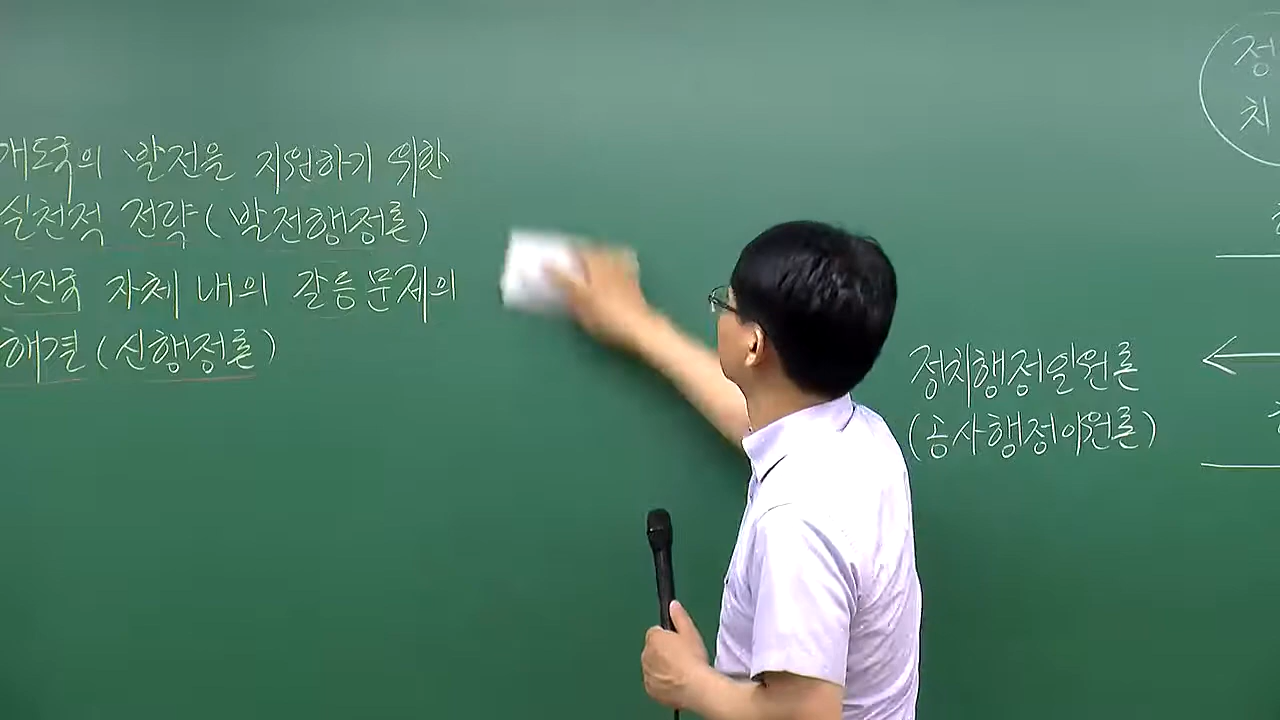 개도국의 발전을 지원하기 위한
실천적 전략(발전행정론)
선진국 자체 내의 갈등문제의
해결(신행정론)
정치행정일원론
(공사행정이원론)
정
치